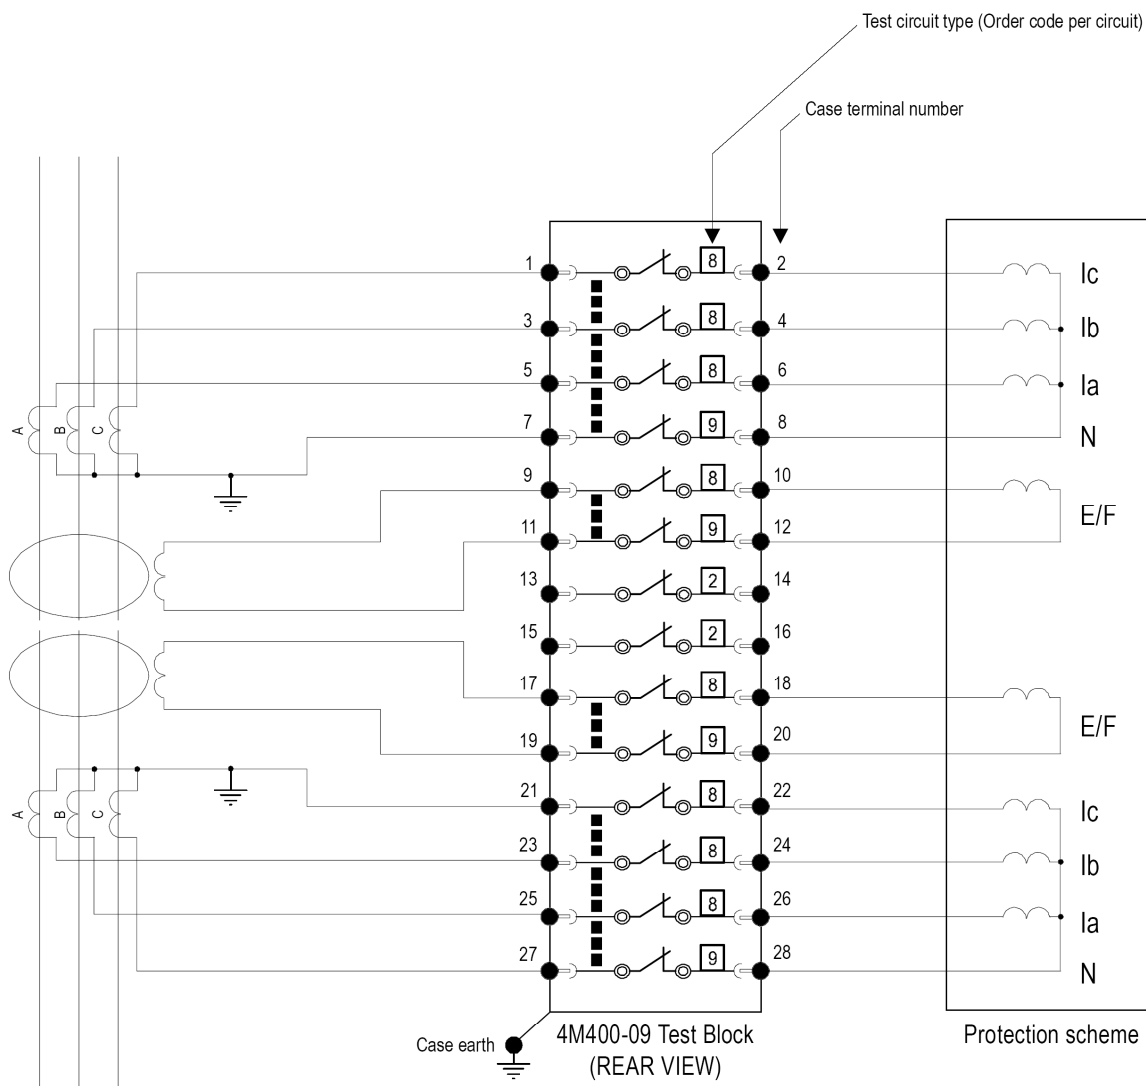 Test circuit type (Order code per circuit)
Case terminal number
1 8 2 Ic
3 8 4 Ib
5 8 6 Ia
7 9 8 N
A B C
9 8 10
E/F
11 9 12
13 2 14
15 2 16
17 8 18
E/F
19 9 20
21 8 22 Ic
A B C
23 8 24 Ib
25 8 26 Ia
27 9 28 N
Case earth
4M400-09 Test Block
(REAR VIEW)
Protection scheme